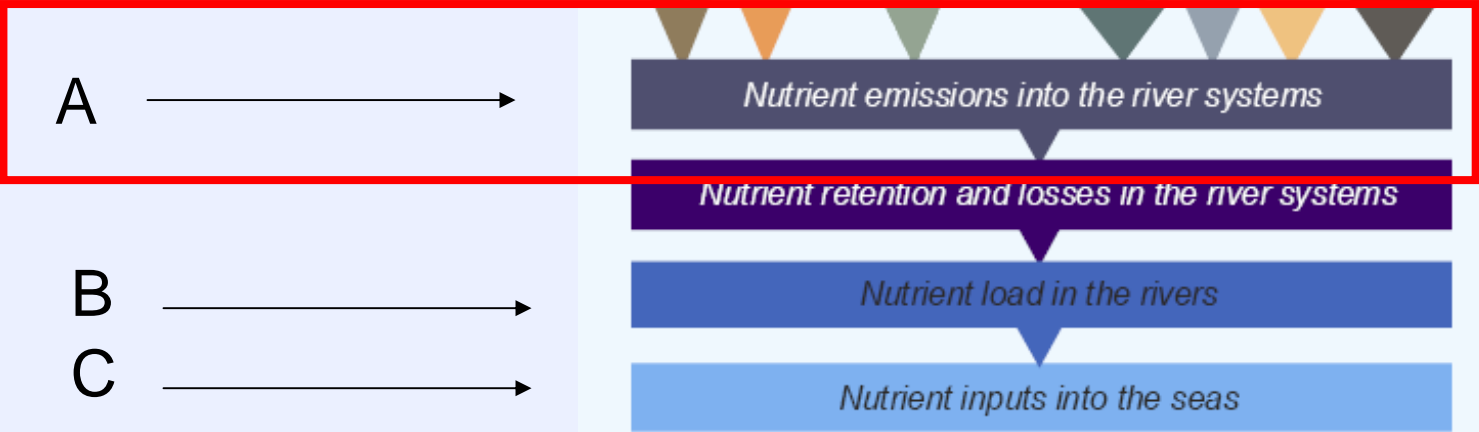 A
Nutrient emissions into the river systems
Nutrient retention and losses in the river systems
B
Nutrient load in the rivers
C
Nutrient inputs into the seas